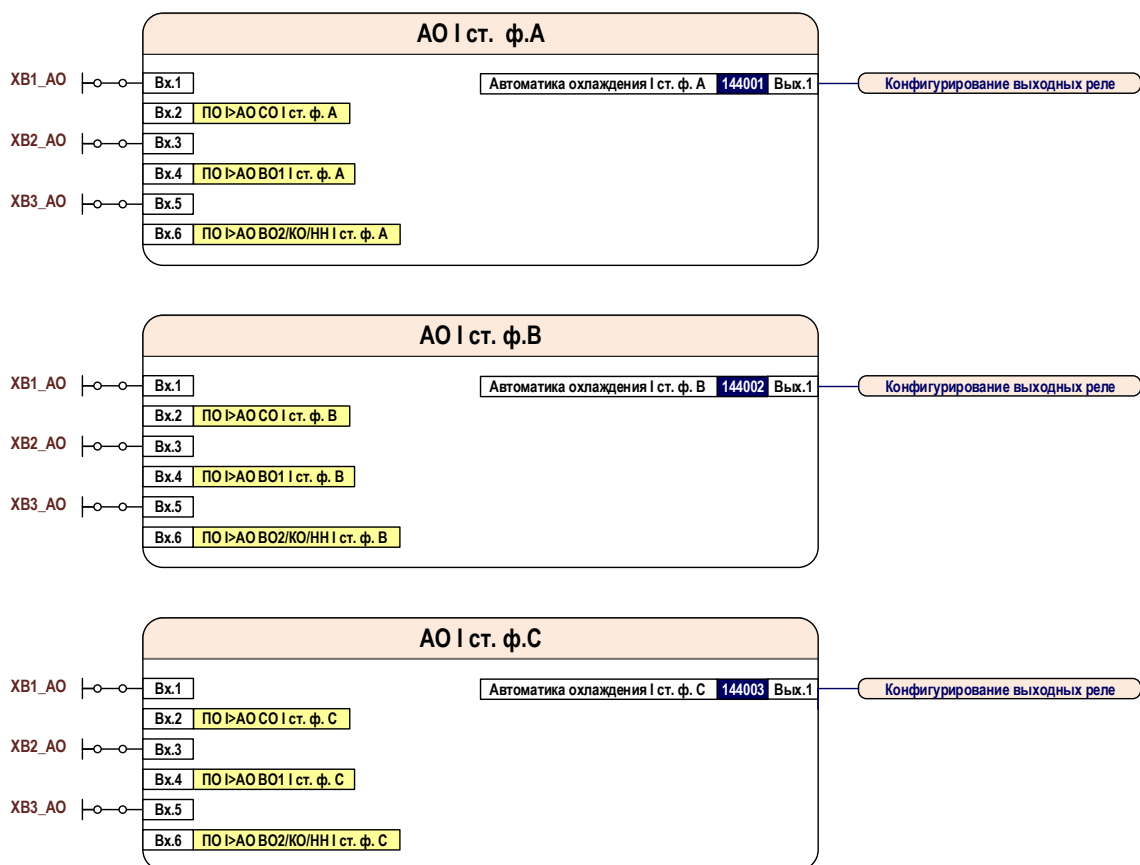 АО I ст. ф.А
XB1_АО Вх.1 Автоматика охлаждения I ст. ф. А 144001 Вых.1 Конфигурирование выходных реле
Вх.2 ПО I>АО СО I ст. ф. А
XB2_АО Вх.3
Вх.4 ПО I>АО ВО1 I ст. ф. А
XB3_АО Вх.5
Вх.6 ПО I>АО ВО2/КО/НН I ст. ф. А
АО I ст. ф.В
XB1_АО Вх.1 Автоматика охлаждения I ст. ф. В 144002 Вых.1 Конфигурирование выходных реле
Вх.2 ПО I>АО СО I ст. ф. В
XB2_АО Вх.3
Вх.4 ПО I>АО ВО1 I ст. ф. В
XB3_АО Вх.5
Вх.6 ПО I>АО ВО2/КО/НН I ст. ф. В
АО I ст. ф.С
XB1_АО Вх.1 Автоматика охлаждения I ст. ф. С 144003 Вых.1 Конфигурирование выходных реле
Вх.2 ПО I>АО СО I ст. ф. С
XB2_АО Вх.3
Вх.4 ПО I>АО ВО1 I ст. ф. С
XB3_АО Вх.5
Вх.6 ПО I>АО ВО2/КО/НН I ст. ф. С